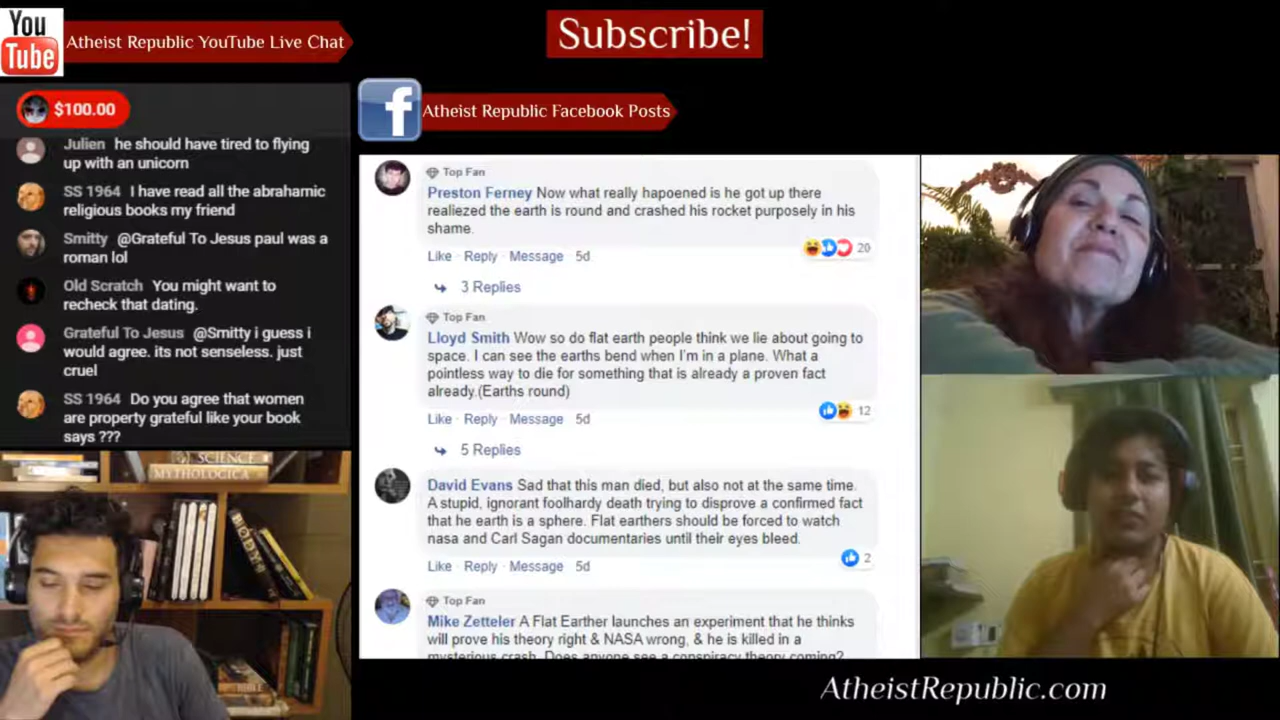 You
Tube
Atheist Republic YouTube Live Chat
Subscribe!
$100.00
Julien he should have tired to flying
up with an unicorn
SS 1964 I have read all the abrahamic
religious books my friend
Smitty @Grateful To Jesus paul was a
roman lol
Old Scratch You might want to
recheck that dating.
Grateful To Jesus @Smitty i guess i
would agree. its not senseless. just
cruel
SS 1964 Do you agree that women
are property grateful like your book
says ???
SCIENCE
MYTHOLOGICA
BODNE
BIBLE
f
Atheist Republic Facebook Posts
Top Fan
Preston Ferney Now what really hapoened is he got up there
realiezed the earth is round and crashed his rocket purposely in his
shame.
20
Like · Reply · Message 5d
3 Replies
Top Fan
Lloyd Smith Wow so do flat earth people think we lie about going to
space. I can see the earths bend when I'm in a plane. What a
pointless way to die for something that is already a proven fact
already.(Earths round)
12
Like · Reply · Message 5d
5 Replies
David Evans Sad that this man died, but also not at the same time.
A stupid, ignorant foolhardy death trying to disprove a confirmed fact
that he earth is a sphere. Flat earthers should be forced to watch
nasa and Carl Sagan documentaries until their eyes bleed.
2
Like · Reply · Message 5d
Top Fan
Mike Zetteler A Flat Earther launches an experiment that he thinks
will prove his theory right & NASA wrong, & he is killed in a
mysterious crash. Does anyone see a conspiracy theory coming?
AtheistRepublic.com